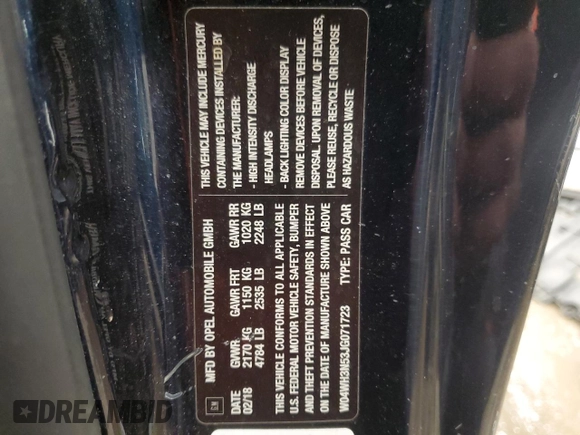 MFD BY OPEL AUTOMOBILE GMBH
DATE GVWR GAWR FRT GAWR RR
02/18 2170 KG 1150 KG 1020 KG
4784 LB 2535 LB 2248 LB
THIS VEHICLE CONFORMS TO ALL APPLICABLE
U.S. FEDERAL MOTOR VEHICLE SAFETY, BUMPER
AND THEFT PREVENTION STANDARDS IN EFFECT
ON THE DATE OF MANUFACTURE SHOWN ABOVE
W04WH3N53JG071723 TYPE: PASS CAR
THIS VEHICLE MAY INCLUDE MERCURY
CONTAINING DEVICES INSTALLED BY
THE MANUFACTURER:
- HIGH INTENSITY DISCHARGE
HEADLAMPS
- BACK LIGHTING COLOR DISPLAY
REMOVE DEVICES BEFORE VEHICLE
DISPOSAL. UPON REMOVAL OF DEVICES,
PLEASE REUSE, RECYCLE OR DISPOSE
AS HAZARDOUS WASTE
GM
© AUTOBIDMASTER